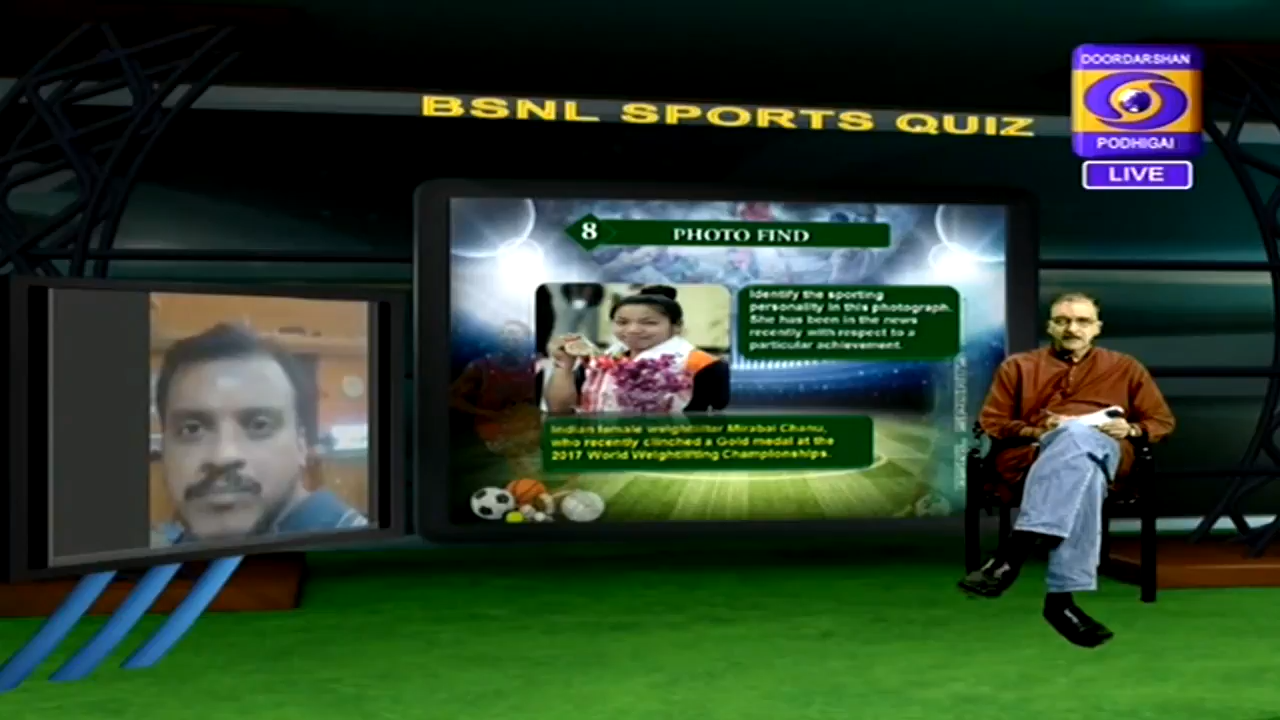 DOORDARSHAN
PODHIGAI
LIVE
BSNL SPORTS QUIZ
8
PHOTO FIND
Identify the sporting
personality in this photograph.
She has been in the news
recently with respect to a
particular achievement.
Indian female weightlifter Mirabai Chanu,
who recently clinched a Gold medal at the
2017 World Weightlifting Championships.